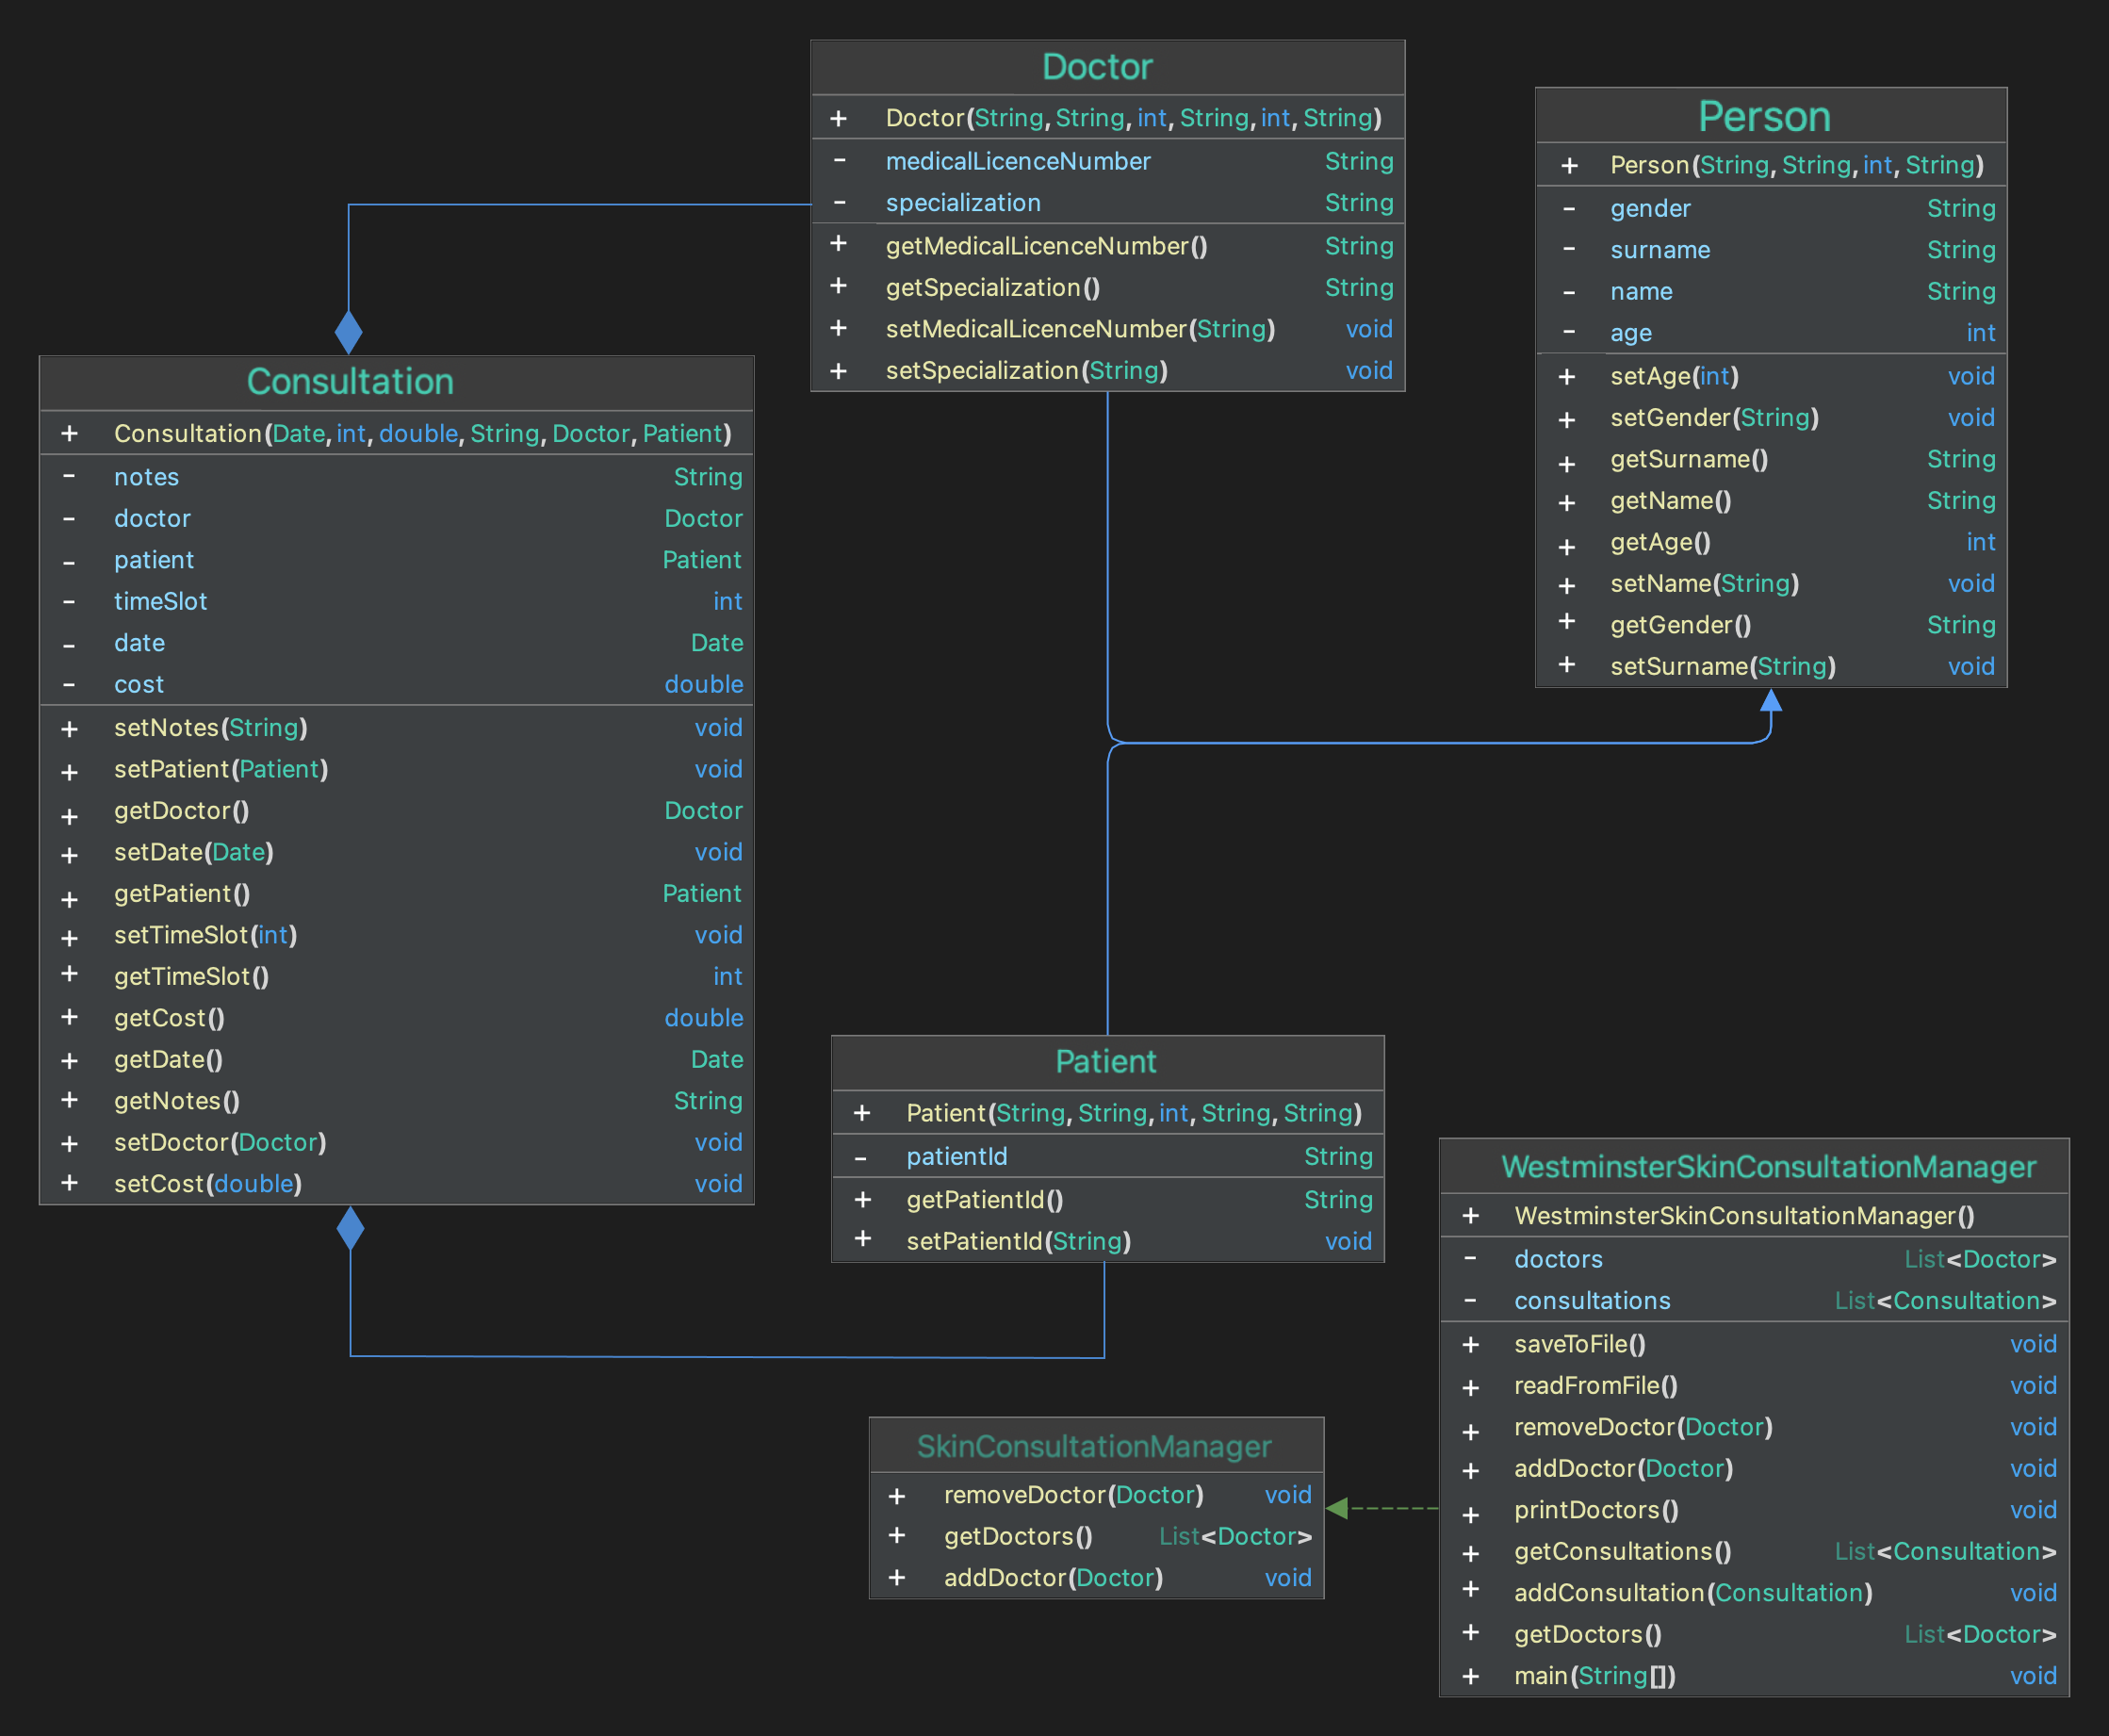 Doctor
+ Doctor(String, String, int, String, int, String)
- medicalLicenceNumber String
- specialization String
+ getMedicalLicenceNumber() String
+ getSpecialization() String
+ setMedicalLicenceNumber(String) void
+ setSpecialization(String) void
Person
+ Person(String, String, int, String)
- gender String
- surname String
- name String
- age int
+ setAge(int) void
+ setGender(String) void
+ getSurname() String
+ getName() String
+ getAge() int
+ setName(String) void
+ getGender() String
+ setSurname(String) void
Consultation
+ Consultation(Date, int, double, String, Doctor, Patient)
- notes String
- doctor Doctor
- patient Patient
- timeSlot int
- date Date
- cost double
+ setNotes(String) void
+ setPatient(Patient) void
+ getDoctor() Doctor
+ setDate(Date) void
+ getPatient() Patient
+ setTimeSlot(int) void
+ getTimeSlot() int
+ getCost() double
+ getDate() Date
+ getNotes() String
+ setDoctor(Doctor) void
+ setCost(double) void
Patient
+ Patient(String, String, int, String, String)
- patientId String
+ getPatientId() String
+ setPatientId(String) void
WestminsterSkinConsultationManager
+ WestminsterSkinConsultationManager()
- doctors List<Doctor>
- consultations List<Consultation>
+ saveToFile() void
+ readFromFile() void
+ removeDoctor(Doctor) void
+ addDoctor(Doctor) void
+ printDoctors() void
+ getConsultations() List<Consultation>
+ addConsultation(Consultation) void
+ getDoctors() List<Doctor>
+ main(String[]) void
SkinConsultationManager
+ removeDoctor(Doctor) void
+ getDoctors() List<Doctor>
+ addDoctor(Doctor) void